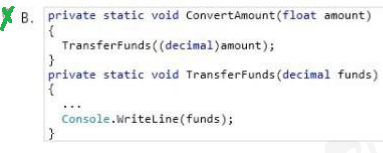 B. private static void ConvertAmount(float amount)
{
TransferFunds((decimal)amount);
}
private static void TransferFunds(decimal funds)
{
...
Console.WriteLine(funds);
}